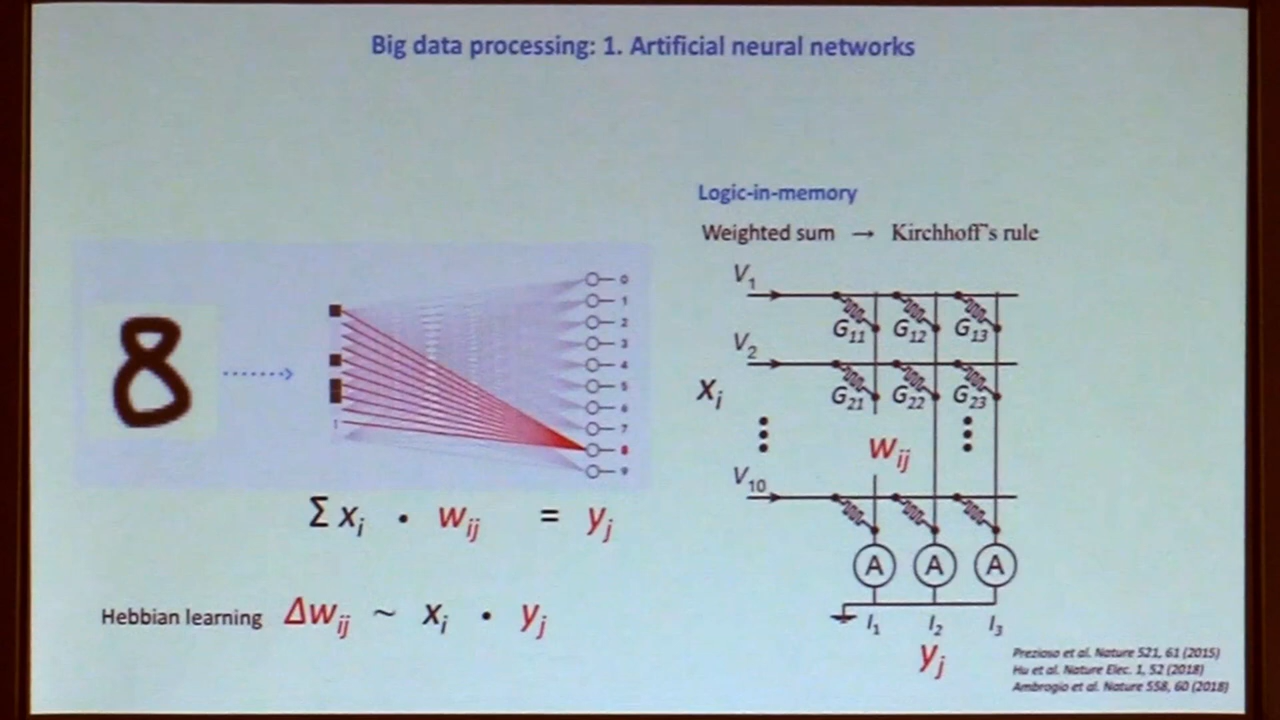 Big data processing: 1. Artificial neural networks
Logic-in-memory
Weighted sum → Kirchhoff's rule
8
0
1
2
3
4
5
6
7
8
9
1
Σ xᵢ · wᵢⱼ = yⱼ
Hebbian learning Δwᵢⱼ ~ xᵢ · yⱼ
V₁
G₁₁ G₁₂ G₁₃
V₂
G₂₁ G₂₂ G₂₃
xᵢ
wᵢⱼ
V₁₀
A A A
I₁ I₂ I₃
yⱼ
Prezioso et al. Nature 521, 61 (2015)
Hu et al. Nature Elec. 1, 52 (2018)
Ambrogio et al. Nature 558, 60 (2018)